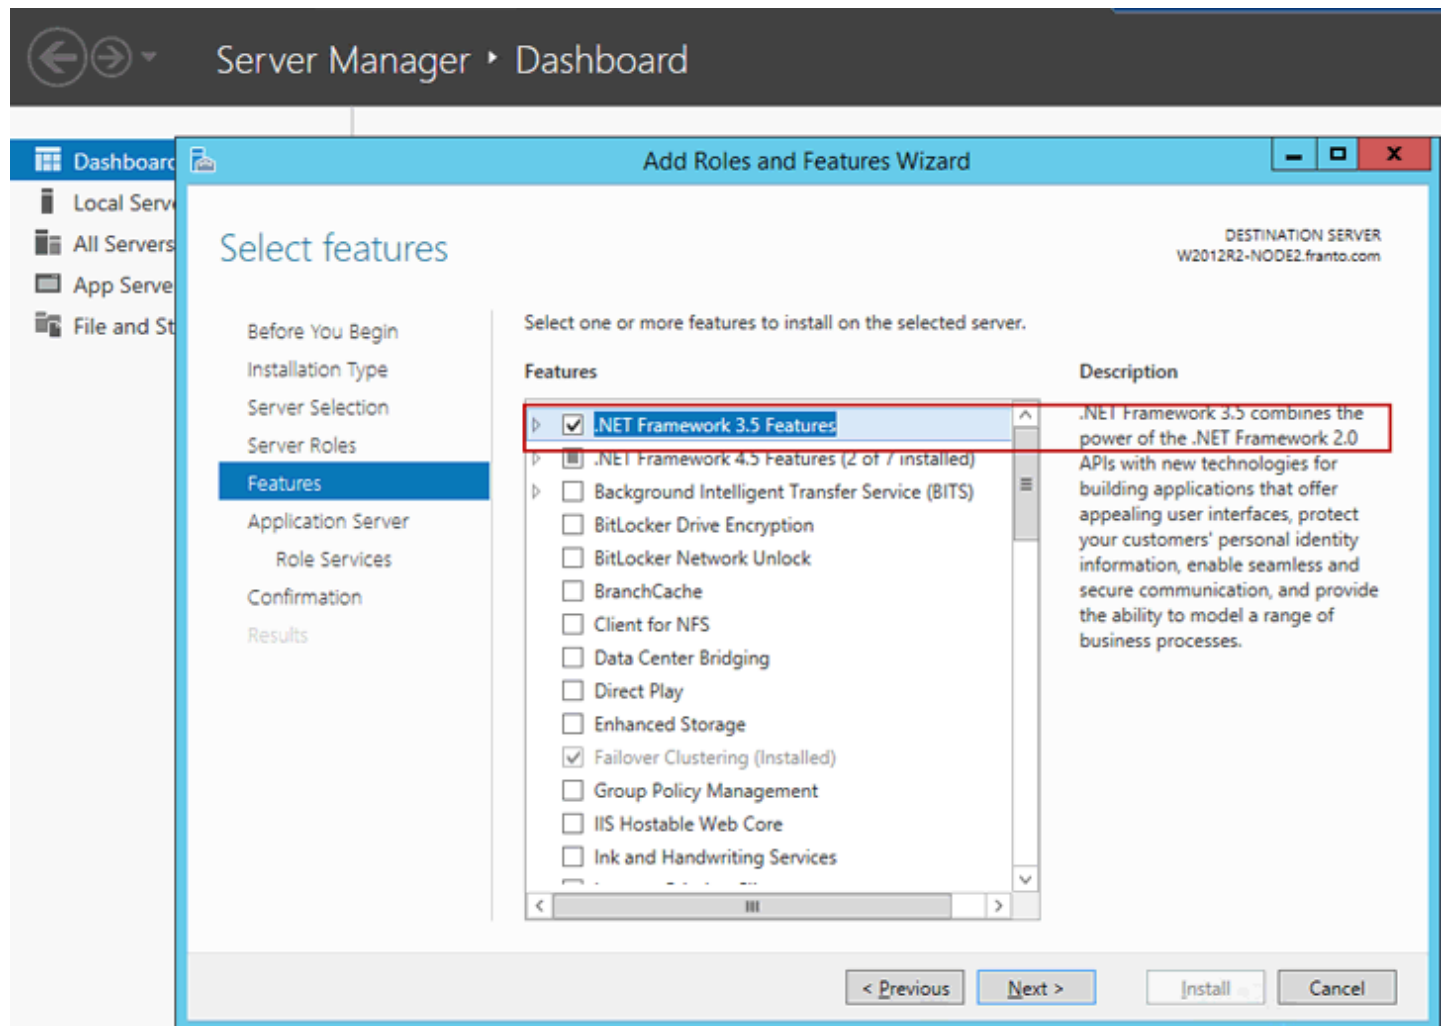 Server Manager ‣ Dashboard
Dashboard
Local Serve
All Servers
App Serve
File and St
Add Roles and Features Wizard
Select features
DESTINATION SERVER
W2012R2-NODE2.franto.com
Before You Begin
Installation Type
Server Selection
Server Roles
Features
Application Server
Role Services
Confirmation
Results
Select one or more features to install on the selected server.
Features
.NET Framework 3.5 Features
.NET Framework 4.5 Features (2 of 7 installed)
Background Intelligent Transfer Service (BITS)
BitLocker Drive Encryption
BitLocker Network Unlock
BranchCache
Client for NFS
Data Center Bridging
Direct Play
Enhanced Storage
Failover Clustering (Installed)
Group Policy Management
IIS Hostable Web Core
Ink and Handwriting Services
Description
.NET Framework 3.5 combines the
power of the .NET Framework 2.0
APIs with new technologies for
building applications that offer
appealing user interfaces, protect
your customers' personal identity
information, enable seamless and
secure communication, and provide
the ability to model a range of
business processes.
< Previous
Next >
Install
Cancel